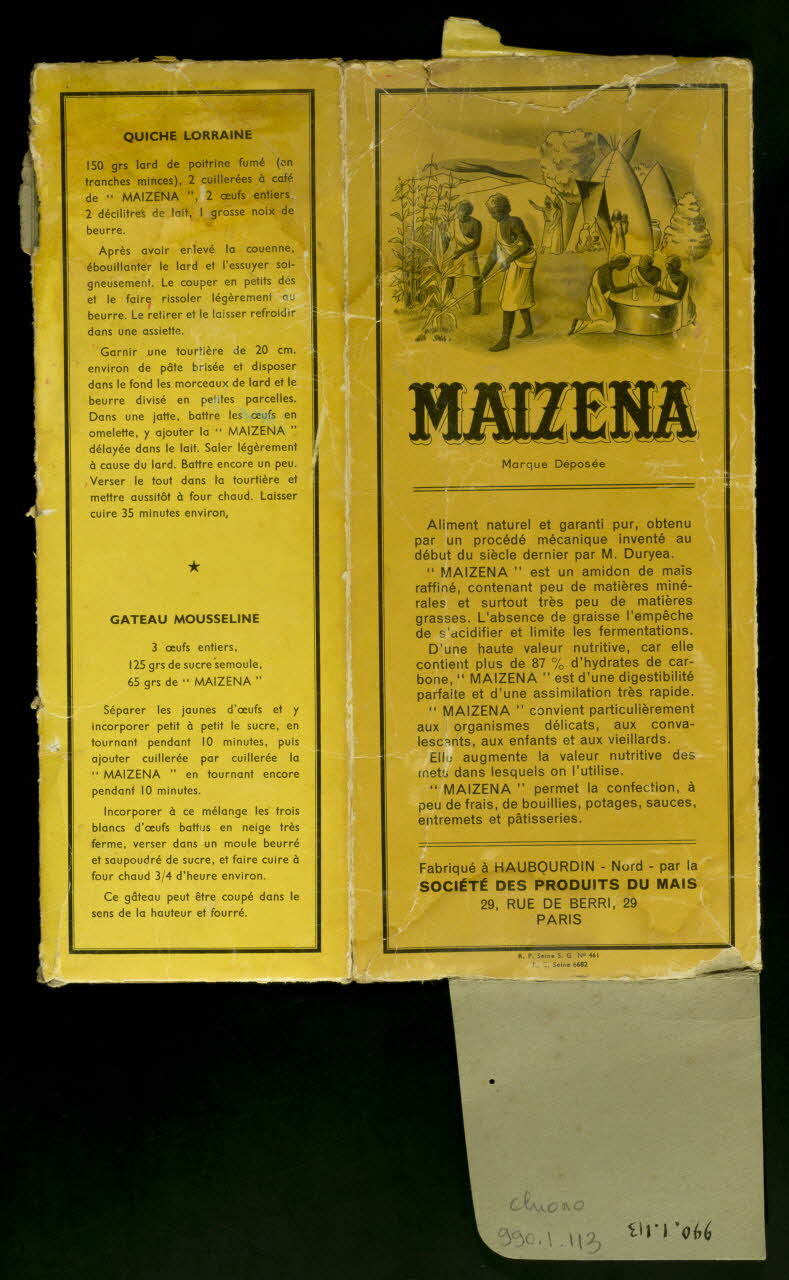 QUICHE LORRAINE
150 grs lard de poitrine fumé (en
tranches minces), 2 cuillerées à café
de “ MAIZENA ”, 2 œufs entiers,
2 décilitres de lait, 1 grosse noix de
beurre.
Après avoir enlevé la couenne,
ébouillanter le lard et l'essuyer soi-
gneusement. Le couper en petits dés
et le faire rissoler légèrement au
beurre. Le retirer et le laisser refroidir
dans une assiette.
Garnir une tourtière de 20 cm.
environ de pâte brisée et disposer
dans le fond les morceaux de lard et le
beurre divisé en petites parcelles.
Dans une jatte, battre les œufs en
omelette, y ajouter la “ MAIZENA ”
délayée dans le lait. Saler légèrement
à cause du lard. Battre encore un peu.
Verser le tout dans la tourtière et
mettre aussitôt à four chaud. Laisser
cuire 35 minutes environ,
★
GATEAU MOUSSELINE
3 œufs entiers,
125 grs de sucre semoule,
65 grs de “ MAIZENA ”
Séparer les jaunes d'œufs et y
incorporer petit à petit le sucre, en
tournant pendant 10 minutes, puis
ajouter cuillerée par cuillerée la
“ MAIZENA ” en tournant encore
pendant 10 minutes.
Incorporer à ce mélange les trois
blancs d'œufs battus en neige très
ferme, verser dans un moule beurré
et saupoudré de sucre, et faire cuire à
four chaud 3/4 d'heure environ.
Ce gâteau peut être coupé dans le
sens de la hauteur et fourré.
MAIZENA
Marque Déposée
Aliment naturel et garanti pur, obtenu
par un procédé mécanique inventé au
début du siècle dernier par M. Duryea.
“ MAIZENA ” est un amidon de maïs
raffiné, contenant peu de matières miné-
rales et surtout très peu de matières
grasses. L'absence de graisse l'empêche
de s'acidifier et limite les fermentations.
D'une haute valeur nutritive, car elle
contient plus de 87 % d'hydrates de car-
bone, “ MAIZENA ” est d'une digestibilité
parfaite et d'une assimilation très rapide.
“ MAIZENA ” convient particulièrement
aux organismes délicats, aux conva-
lescents, aux enfants et aux vieillards.
Elle augmente la valeur nutritive des
mets dans lesquels on l'utilise.
“ MAIZENA ” permet la confection, à
peu de frais, de bouillies, potages, sauces,
entremets et pâtisseries.
Fabriqué à HAUBOURDIN - Nord - par la
SOCIÉTÉ DES PRODUITS DU MAIS
29, RUE DE BERRI, 29
PARIS
R. P. Seine S. G. N° 461
Seine 6682
chromo
990.1.113
990.1.113